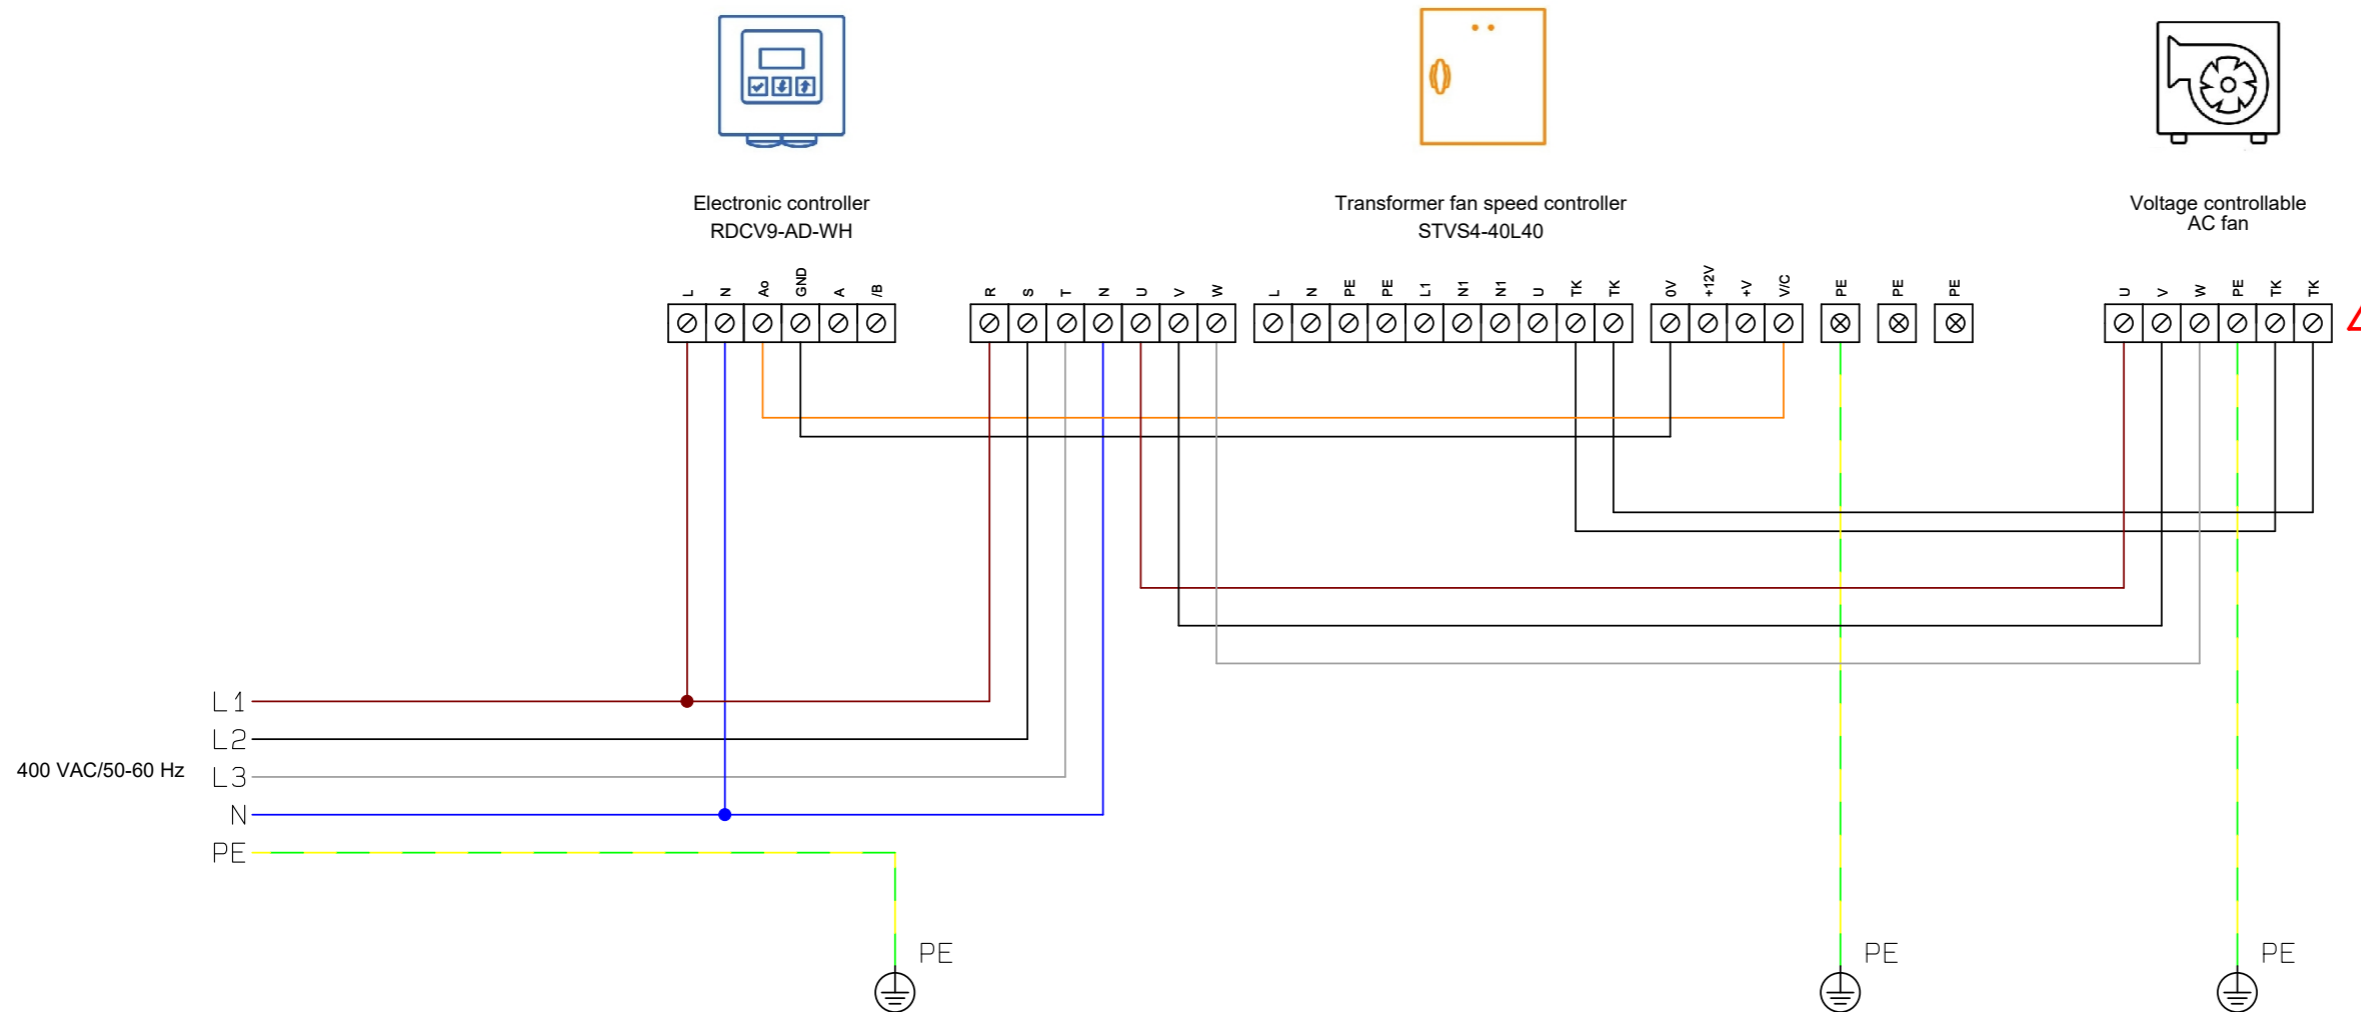 Electronic controller
RDCV9-AD-WH
Transformer fan speed controller
STVS4-40L40
Voltage controllable
AC fan
L N Ao GND A /B
R S T N U V W
L N PE PE L1 N1 N1 U TK TK
0V +12V +V V/C
PE
PE
PE
U V W PE TK TK
L1
L2
400 VAC/50-60 Hz
L3
N
PE
PE
PE
PE